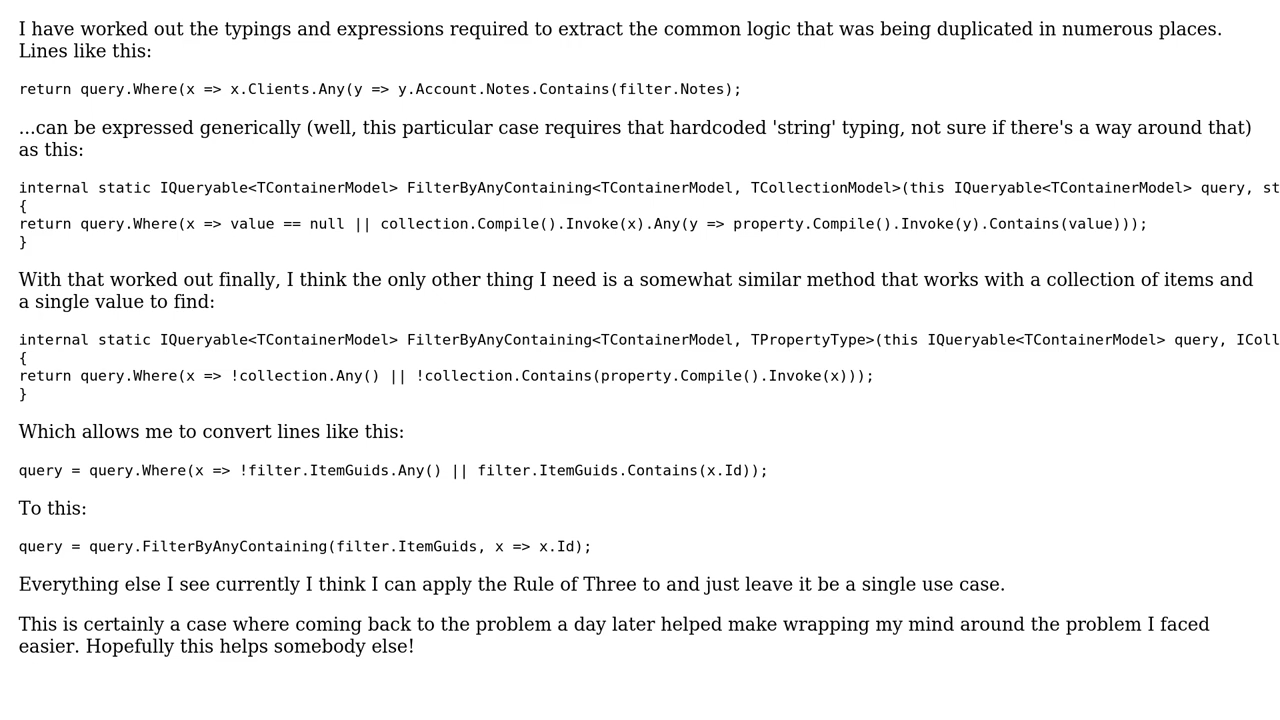 I have worked out the typings and expressions required to extract the common logic that was being duplicated in numerous places.
Lines like this:
return query.Where(x => x.Clients.Any(y => y.Account.Notes.Contains(filter.Notes);
...can be expressed generically (well, this particular case requires that hardcoded 'string' typing, not sure if there's a way around that)
as this:
internal static IQueryable<TContainerModel> FilterByAnyContaining<TContainerModel, TCollectionModel>(this IQueryable<TContainerModel> query, st
{
return query.Where(x => value == null || collection.Compile().Invoke(x).Any(y => property.Compile().Invoke(y).Contains(value)));
}
With that worked out finally, I think the only other thing I need is a somewhat similar method that works with a collection of items and
a single value to find:
internal static IQueryable<TContainerModel> FilterByAnyContaining<TContainerModel, TPropertyType>(this IQueryable<TContainerModel> query, IColl
{
return query.Where(x => !collection.Any() || !collection.Contains(property.Compile().Invoke(x)));
}
Which allows me to convert lines like this:
query = query.Where(x => !filter.ItemGuids.Any() || filter.ItemGuids.Contains(x.Id));
To this:
query = query.FilterByAnyContaining(filter.ItemGuids, x => x.Id);
Everything else I see currently I think I can apply the Rule of Three to and just leave it be a single use case.
This is certainly a case where coming back to the problem a day later helped make wrapping my mind around the problem I faced
easier. Hopefully this helps somebody else!